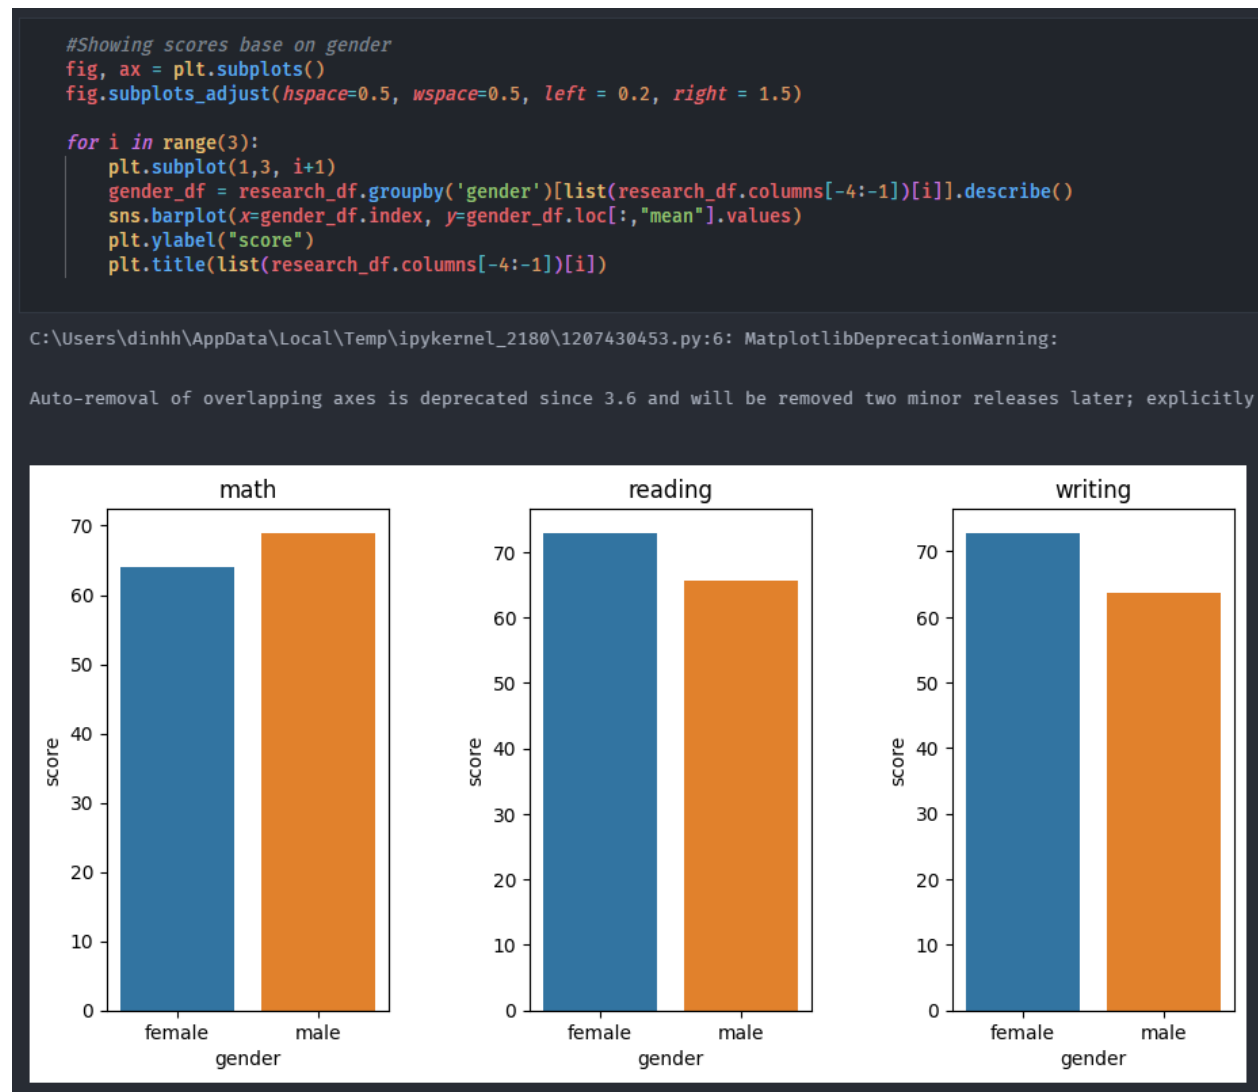 #Showing scores base on gender
fig, ax = plt.subplots()
fig.subplots_adjust(hspace=0.5, wspace=0.5, left = 0.2, right = 1.5)
for i in range(3):
    plt.subplot(1,3, i+1)
    gender_df = research_df.groupby('gender')[list(research_df.columns[-4:-1])[i]].describe()
    sns.barplot(x=gender_df.index, y=gender_df.loc[:,"mean"].values)
    plt.ylabel("score")
    plt.title(list(research_df.columns[-4:-1])[i])
C:\Users\dinhh\AppData\Local\Temp\ipykernel_2180\1207430453.py:6: MatplotlibDeprecationWarning:
Auto-removal of overlapping axes is deprecated since 3.6 and will be removed two minor releases later; explicitly
math
70
60
50
40
30
20
10
0
score
female male
gender
reading
70
60
50
40
30
20
10
0
score
female male
gender
writing
70
60
50
40
30
20
10
0
score
female male
gender